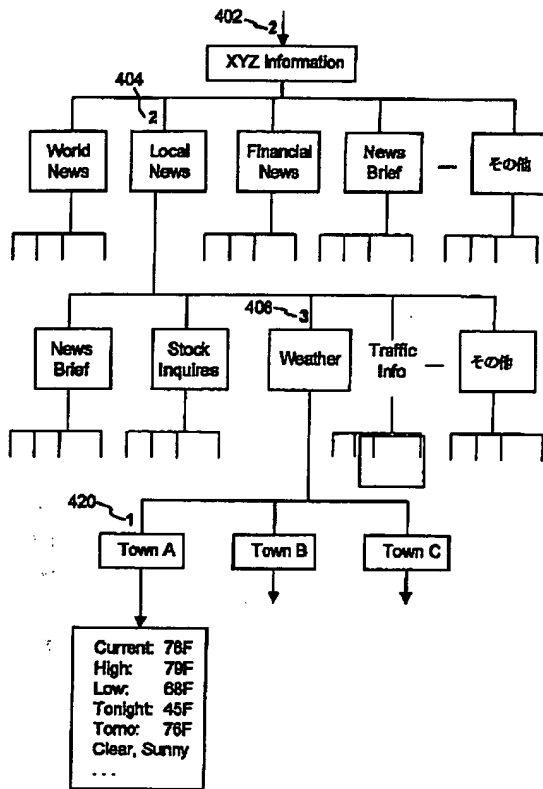 402
2
XYZ Information
404
2
World
News
Local
News
Financial
News
News
Brief
その他
406
3
News
Brief
Stock
Inquires
Weather
Traffic
Info
その他
420
1
Town A
Town B
Town C
Current: 76F
High: 79F
Low: 68F
Tonight: 45F
Tomo: 76F
Clear, Sunny
...